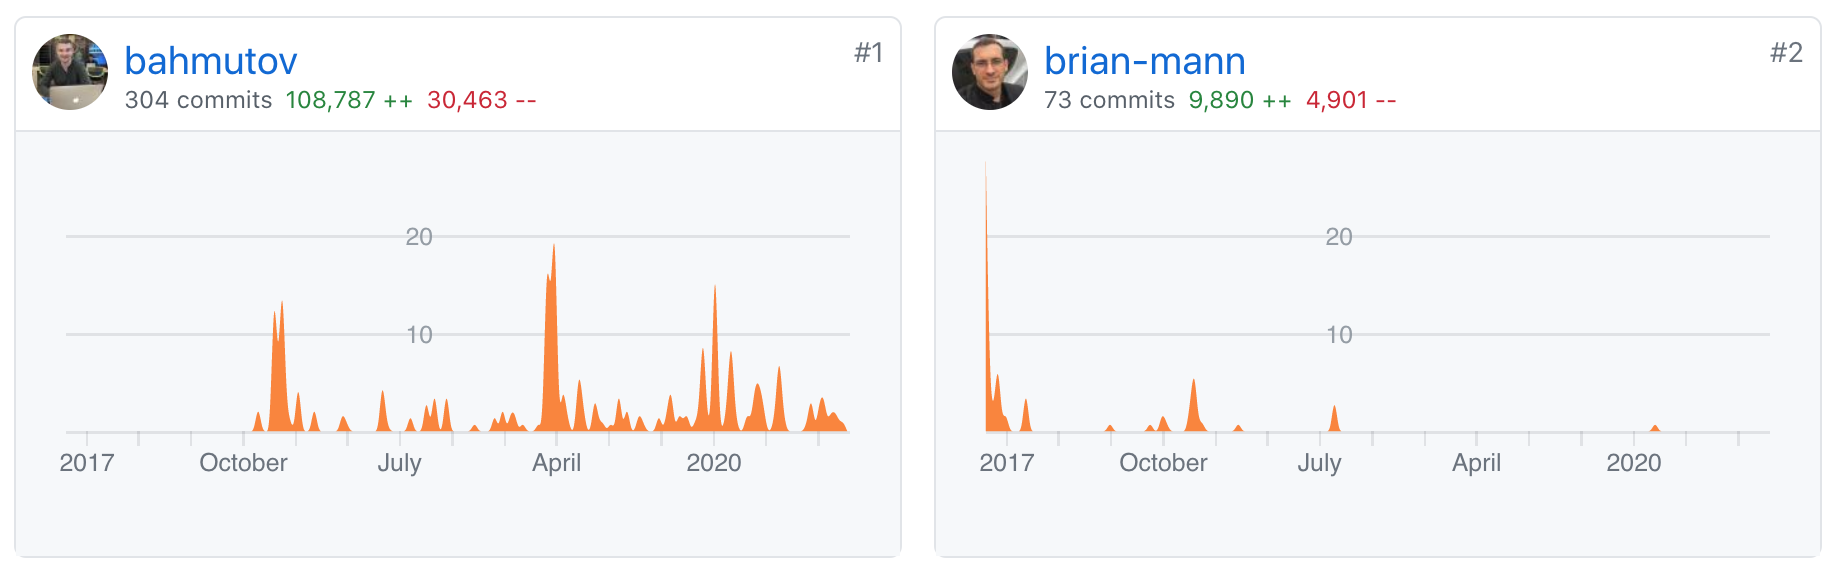 bahmutov
#1
304 commits 108,787 ++ 30,463 --
20
10
2017 October July April 2020
brian-mann
#2
73 commits 9,890 ++ 4,901 --
20
10
2017 October July April 2020